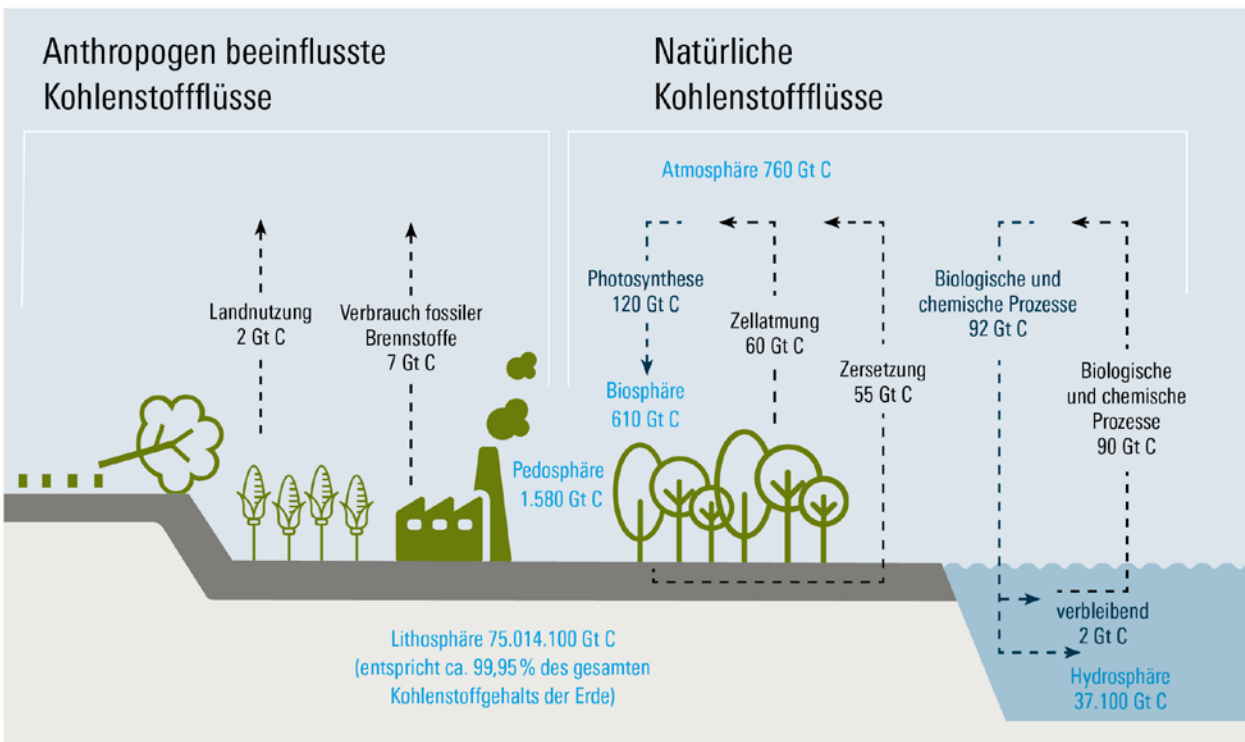 Anthropogen beeinflusste
Kohlenstoffflüsse
Natürliche
Kohlenstoffflüsse
Atmosphäre 760 Gt C
Landnutzung
2 Gt C
Verbrauch fossiler
Brennstoffe
7 Gt C
Photosynthese
120 Gt C
Zellatmung
60 Gt C
Zersetzung
55 Gt C
Biologische und
chemische Prozesse
92 Gt C
Biologische
und chemische
Prozesse
90 Gt C
Biosphäre
610 Gt C
Pedosphäre
1.580 Gt C
verbleibend
2 Gt C
Hydrosphäre
37.100 Gt C
Lithosphäre 75.014.100 Gt C
(entspricht ca. 99,95 % des gesamten
Kohlenstoffgehalts der Erde)